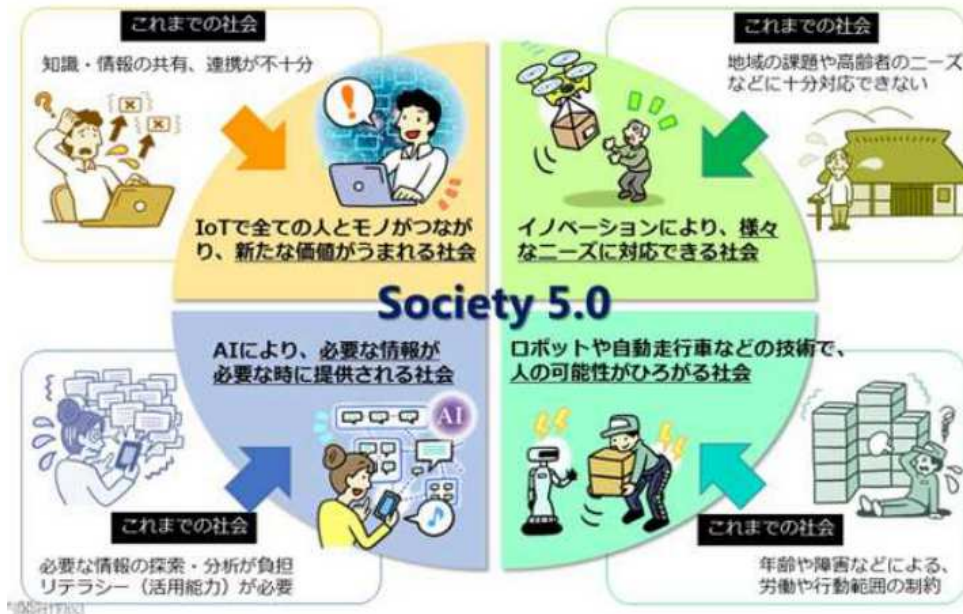 これまでの社会
知識・情報の共有、連携が不十分
IoTで全ての人とモノがつなが
り、新たな価値がうまれる社会
これまでの社会
地域の課題や高齢者のニーズ
などに十分対応できない
イノベーションにより、様々
なニーズに対応できる社会
Society 5.0
AIにより、必要な情報が
必要な時に提供される社会
AI
これまでの社会
必要な情報の探索・分析が負担
リテラシー（活用能力）が必要
ロボットや自動走行車などの技術で、
人の可能性がひろがる社会
これまでの社会
年齢や障害などによる、
労働や行動範囲の制約